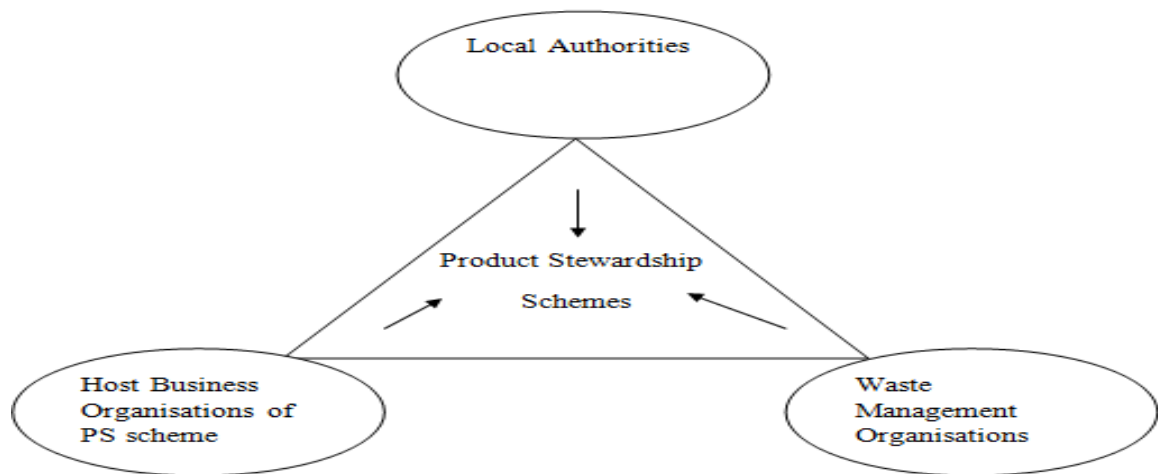 Local Authorities
Product Stewardship
Schemes
Host Business
Organisations of
PS scheme
Waste
Management
Organisations